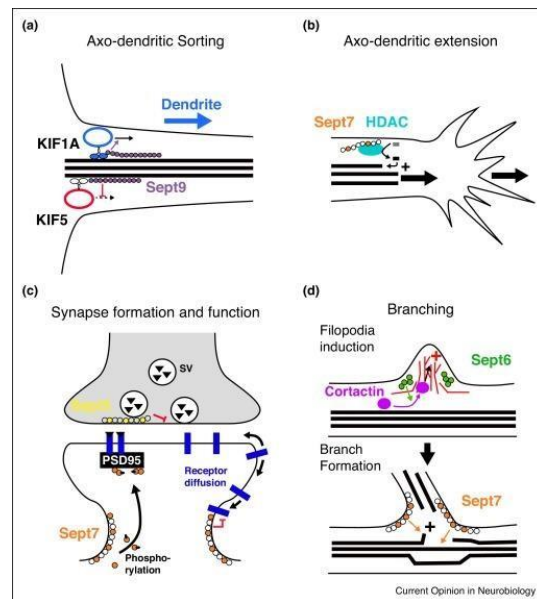 (a)
Axo-dendritic Sorting
Dendrite
KIF1A
Sept9
KIF5
(b)
Axo-dendritic extension
Sept7 HDAC
(c)
Synapse formation and function
SV
PSD95
Receptor
diffusion
Sept7
Phospho-
rylation
(d)
Branching
Filopodia
induction
Sept6
Cortactin
Branch
Formation
Sept7
Current Opinion in Neurobiology